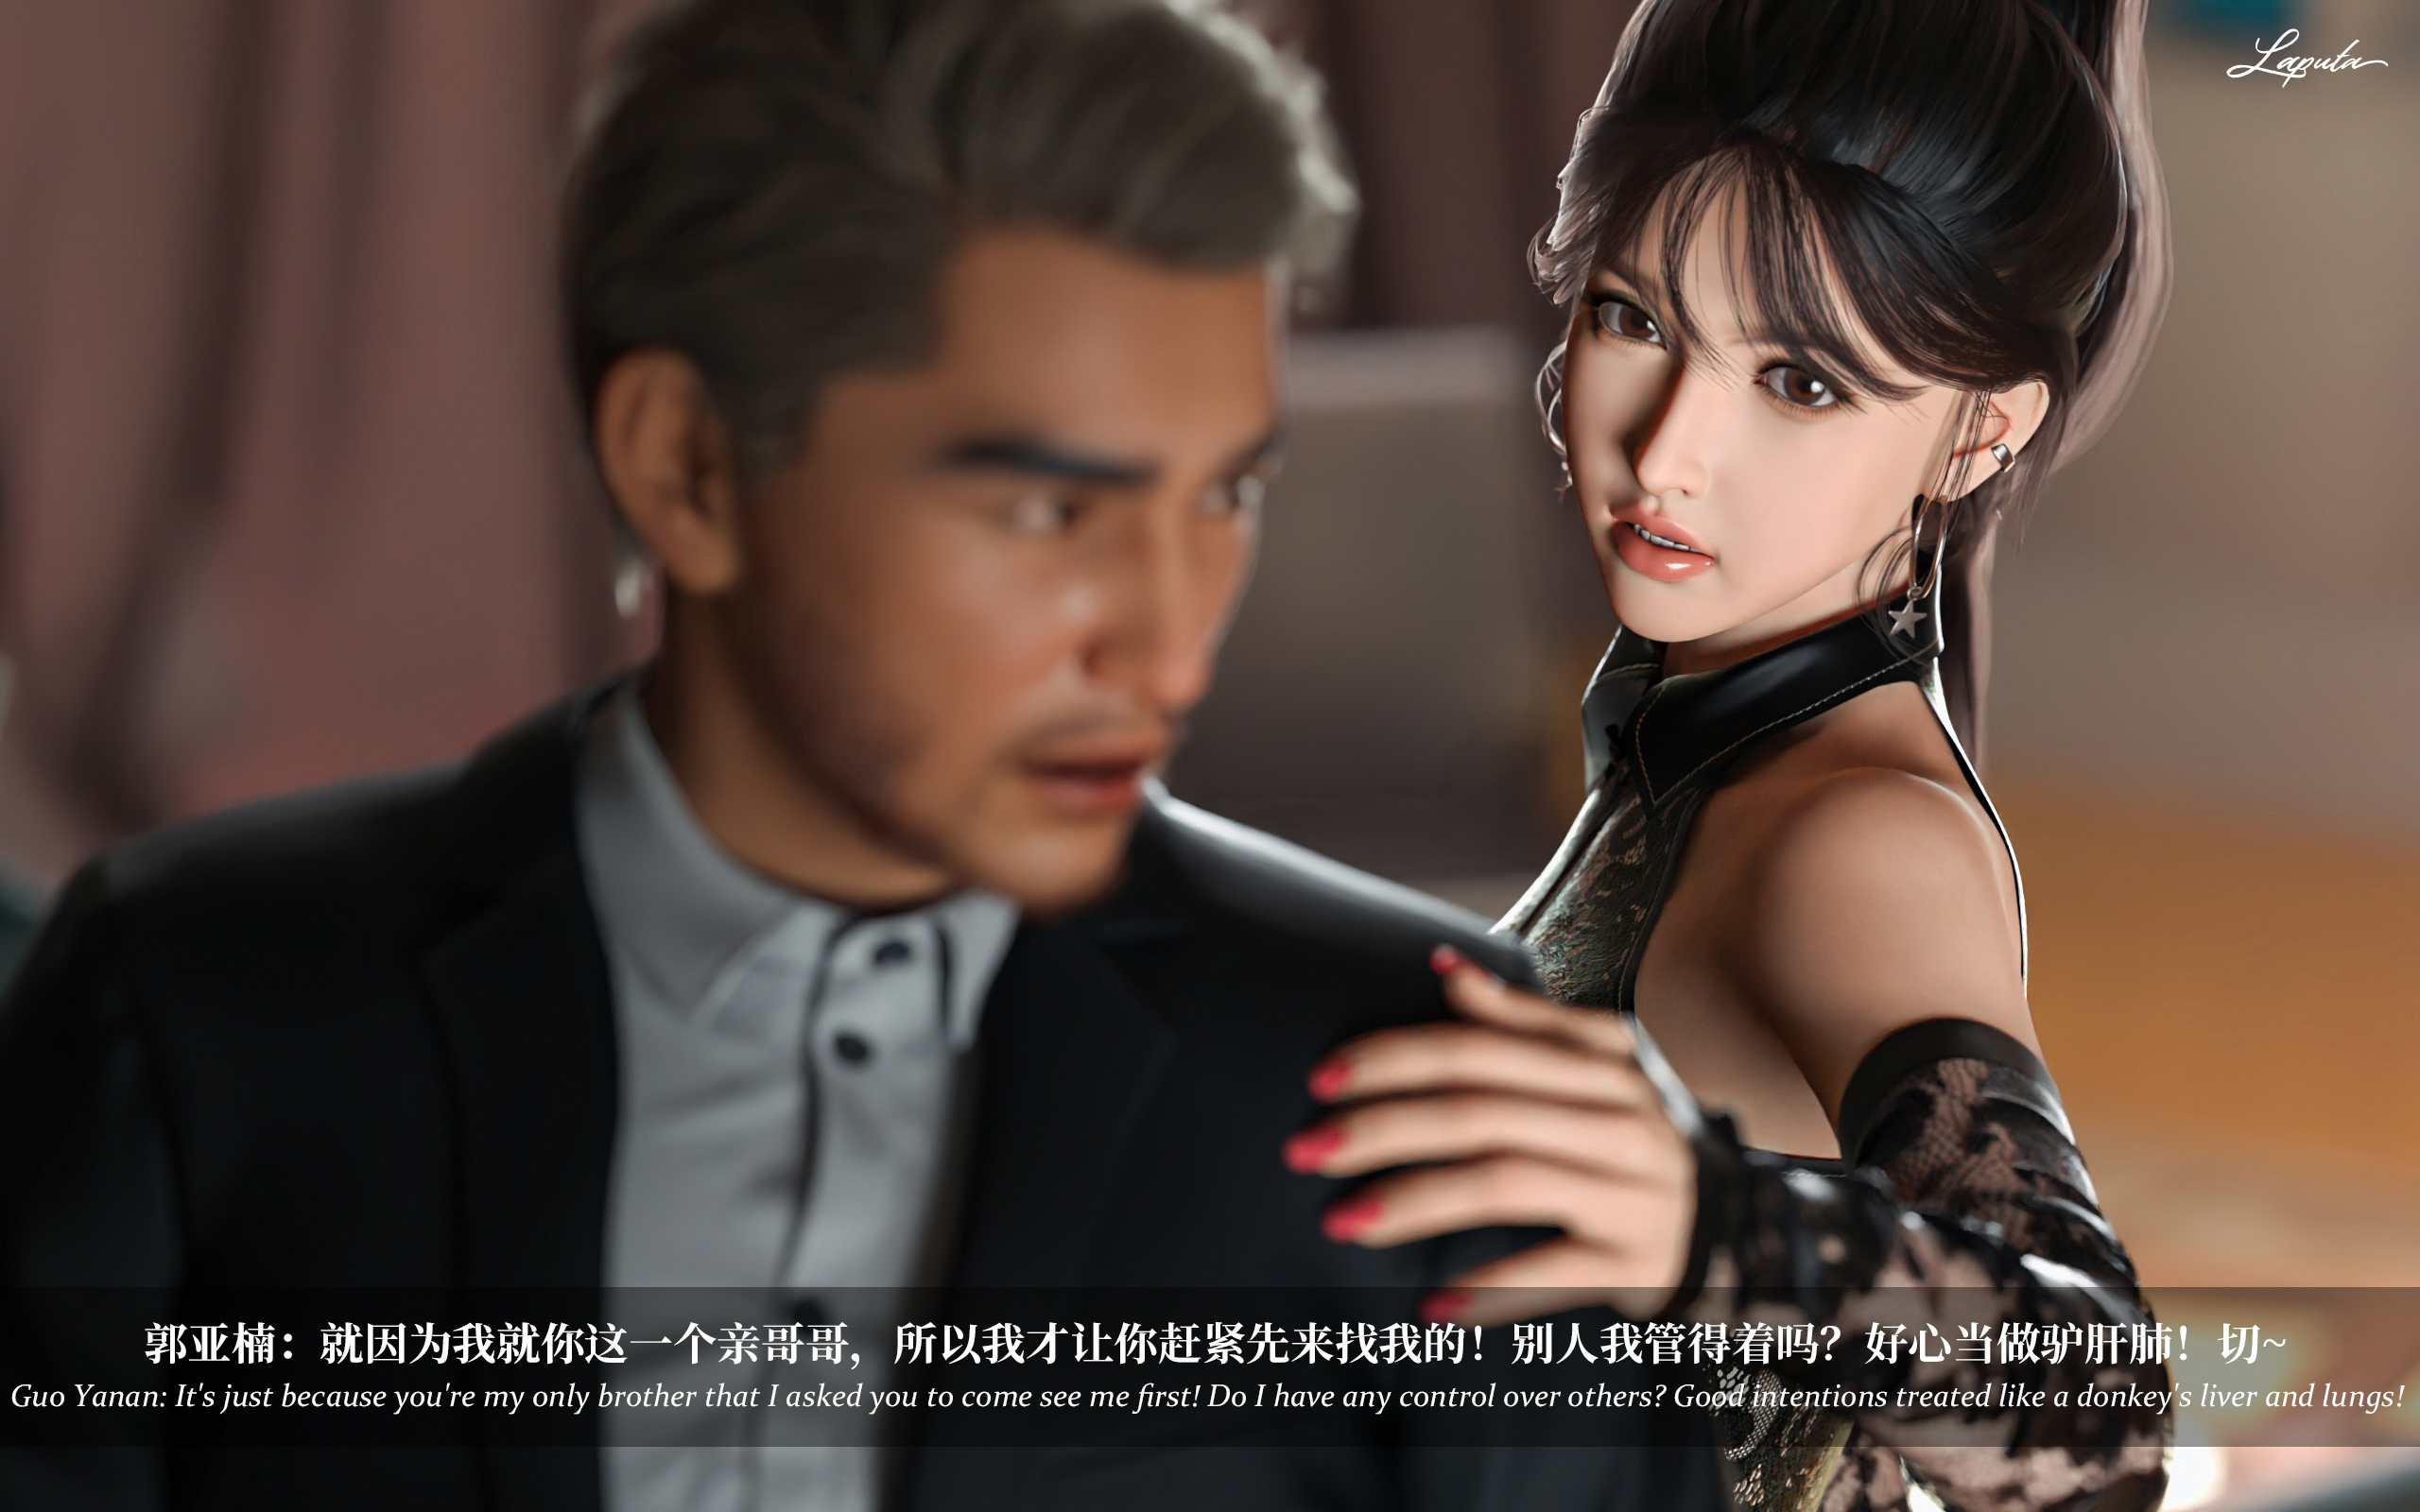 Laputa
郭亚楠：就因为我就你这一个亲哥哥，所以我才让你赶紧先来找我的！别人我管得着吗？好心当做驴肝肺！切~
Guo Yanan: It's just because you're my only brother that I asked you to come see me first! Do I have any control over others? Good intentions treated like a donkey's liver and lungs!